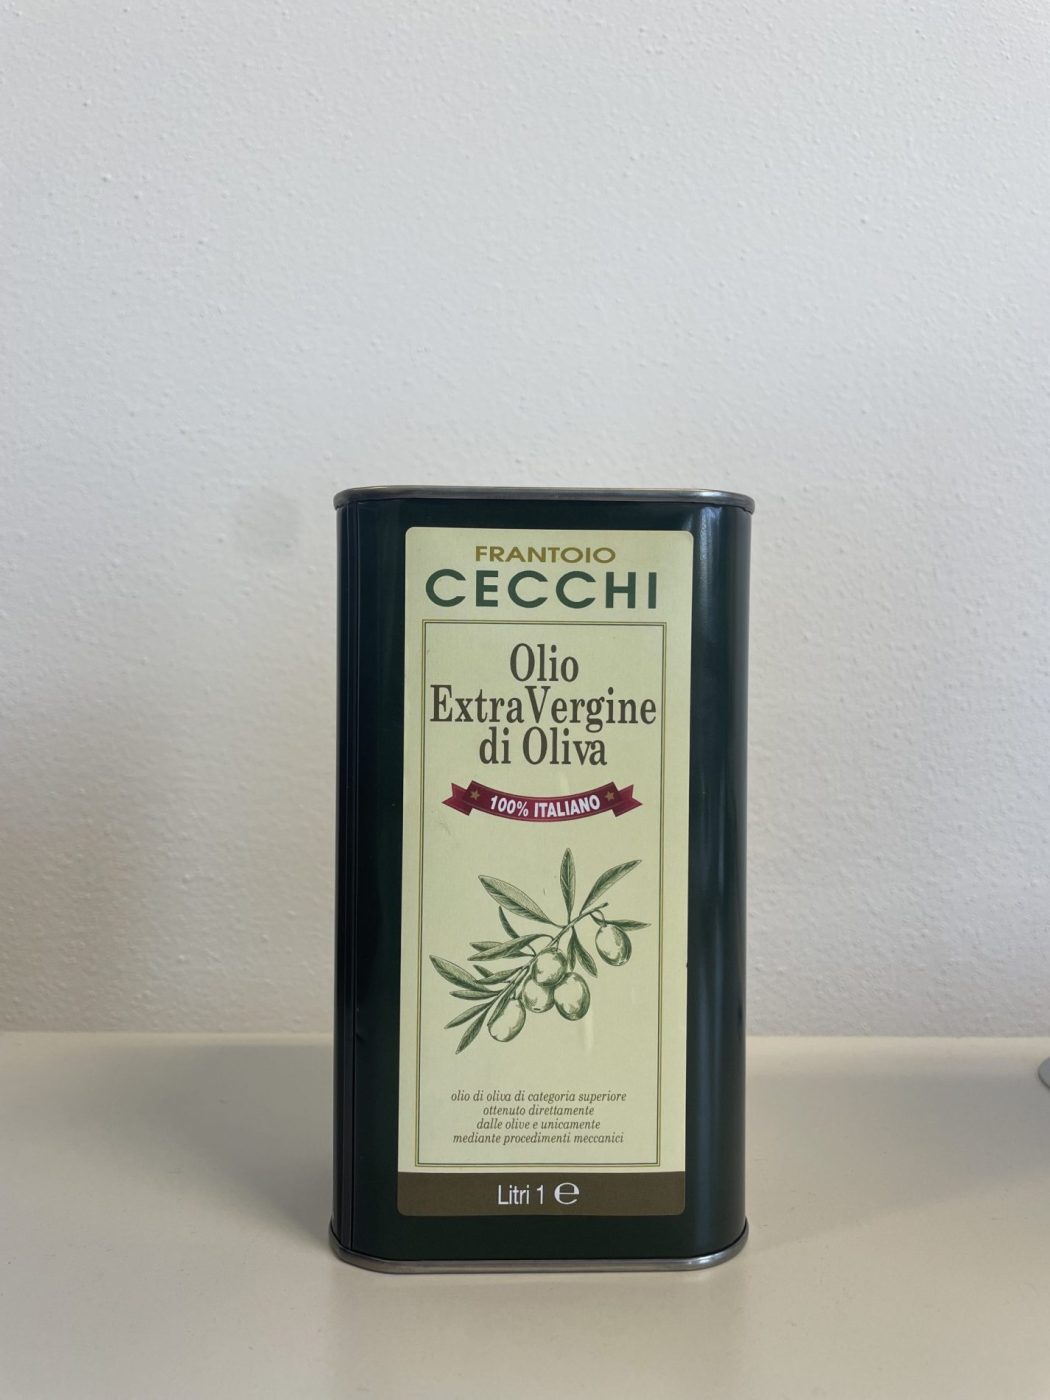 FRANTOIO
CECCHI
Olio
ExtraVergine
di Oliva
100% ITALIANO
olio di oliva di categoria superiore
ottenuto direttamente
dalle olive e unicamente
mediante procedimenti meccanici
Litri 1 ℮